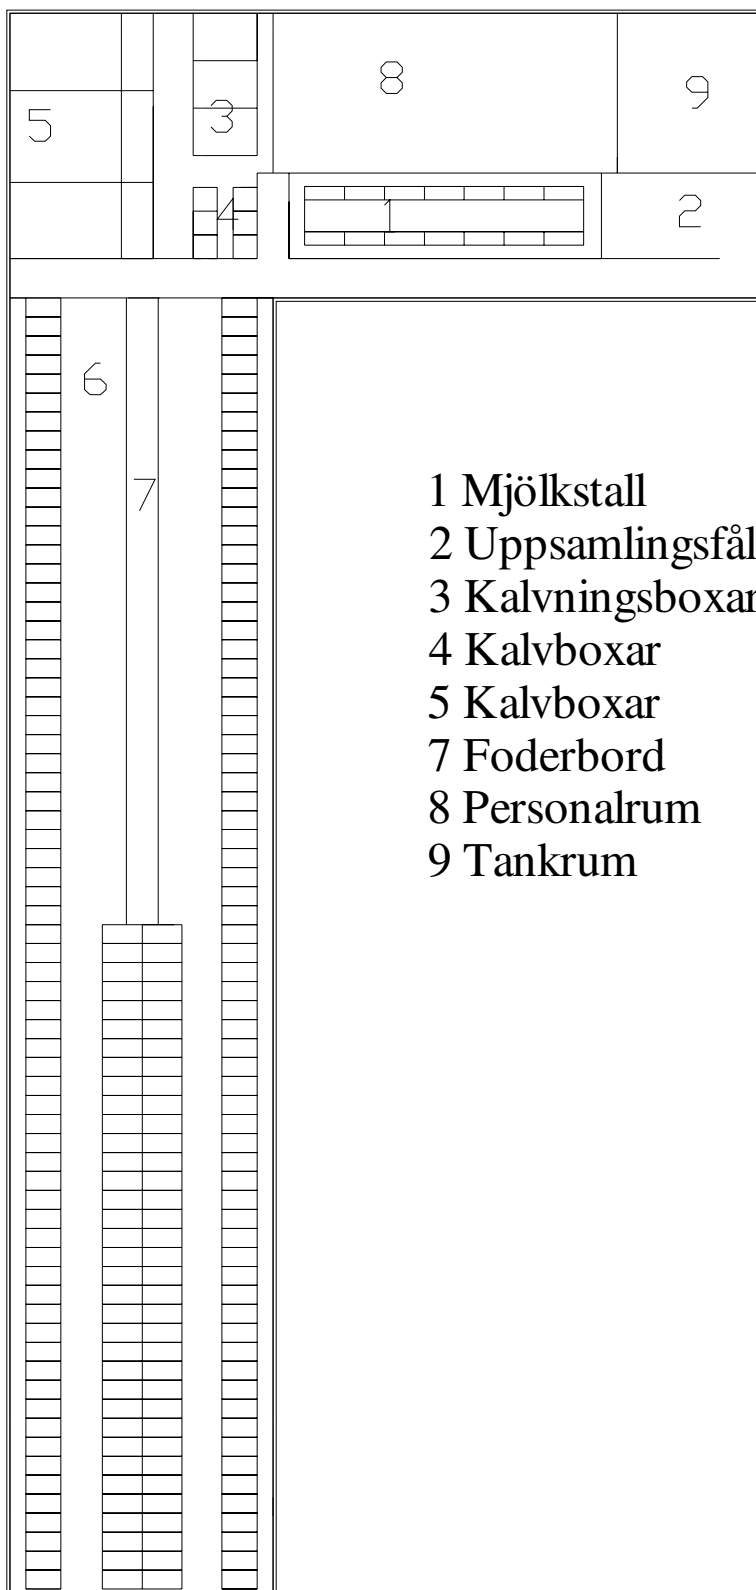 8
9
5
3
4
1
2
6
7
1 Mjölkstall
2 Uppsamlingsfål
3 Kalvningsboxar
4 Kalvboxar
5 Kalvboxar
7 Foderbord
8 Personalrum
9 Tankrum